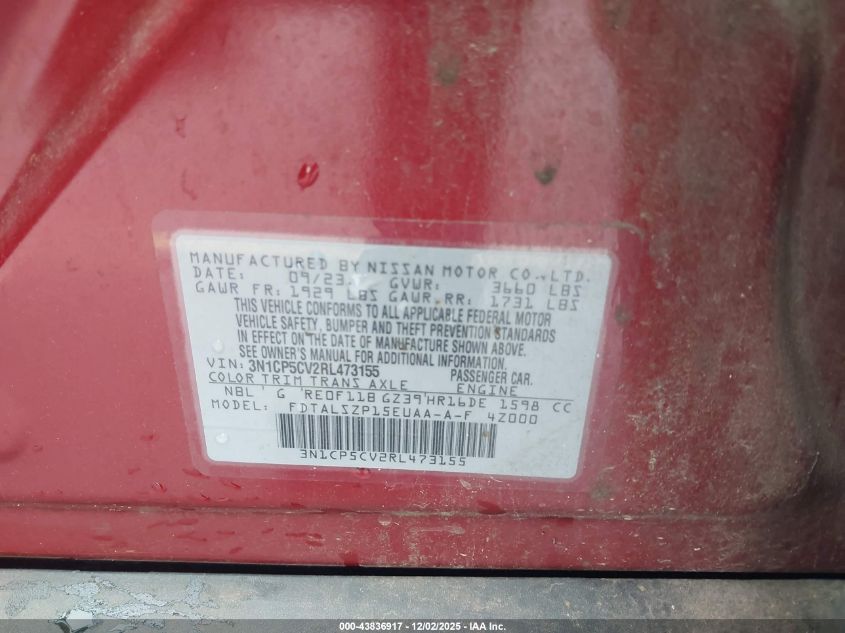 MANUFACTURED BY NISSAN MOTOR CO.,LTD.
DATE: 09/23 GVWR: 3660 LBS
GAWR FR: 1929 LBS GAWR RR: 1731 LBS
THIS VEHICLE CONFORMS TO ALL APPLICABLE FEDERAL MOTOR
VEHICLE SAFETY, BUMPER AND THEFT PREVENTION STANDARDS
IN EFFECT ON THE DATE OF MANUFACTURE SHOWN ABOVE.
SEE OWNER'S MANUAL FOR ADDITIONAL INFORMATION.
VIN: 3N1CP5CV2RL473155 PASSENGER CAR
COLOR TRIM TRANS AXLE ENGINE
NBL G RE0F11B GZ39 HR16DE 1598 CC
MODEL: FDTALSZP15EUAA-A-F 4Z000
3N1CP5CV2RL473155
000-43836917 - 12/02/2025 - IAA Inc.